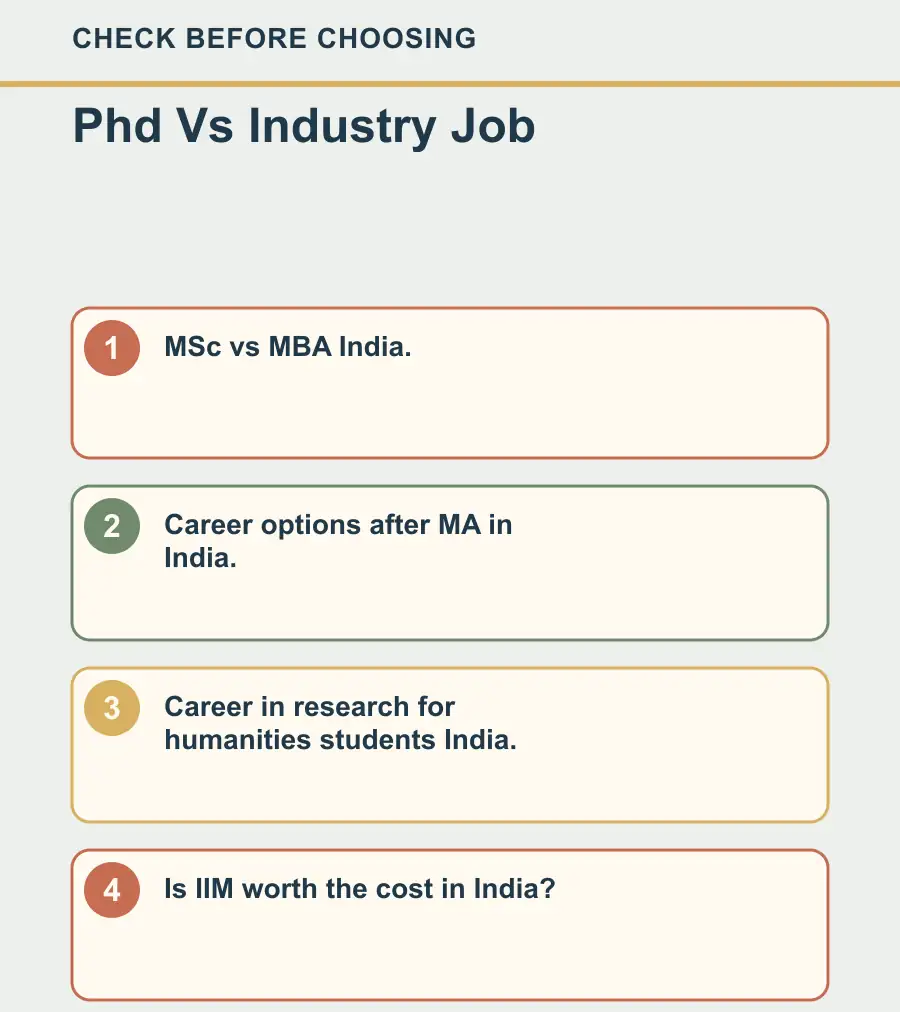 CHECK BEFORE CHOOSING
Phd Vs Industry Job
1
MSc vs MBA India.
2
Career options after MA in
India.
3
Career in research for
humanities students India.
4
Is IIM worth the cost in India?